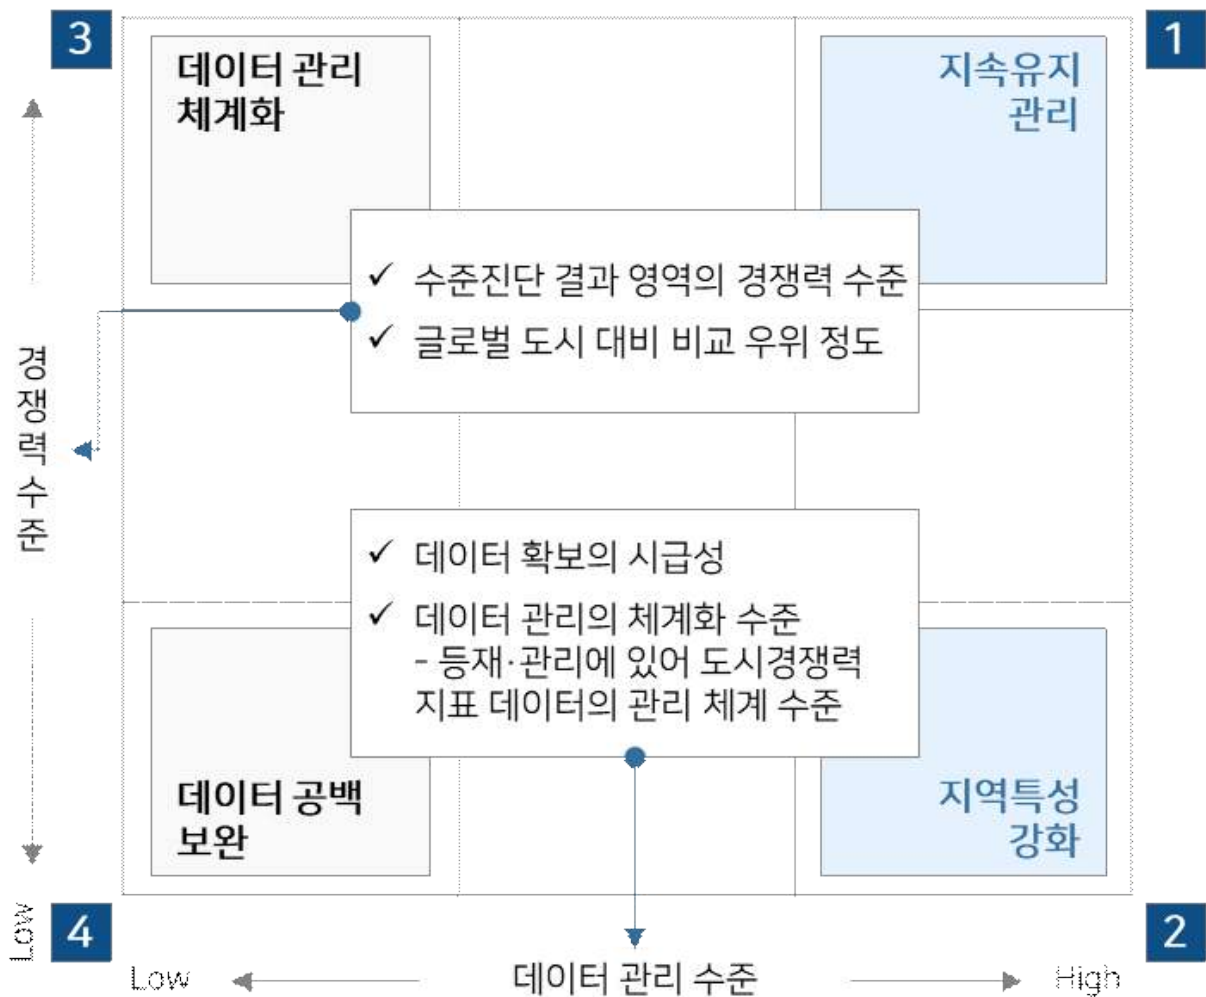 3
1
데이터 관리
체계화
지속유지
관리
✓ 수준진단 결과 영역의 경쟁력 수준
✓ 글로벌 도시 대비 비교 우위 정도
경쟁력수준
✓ 데이터 확보의 시급성
✓ 데이터 관리의 체계화 수준
- 등재·관리에 있어 도시경쟁력
지표 데이터의 관리 체계 수준
데이터 공백
보완
지역특성
강화
Low
4
2
Low
데이터 관리 수준
High